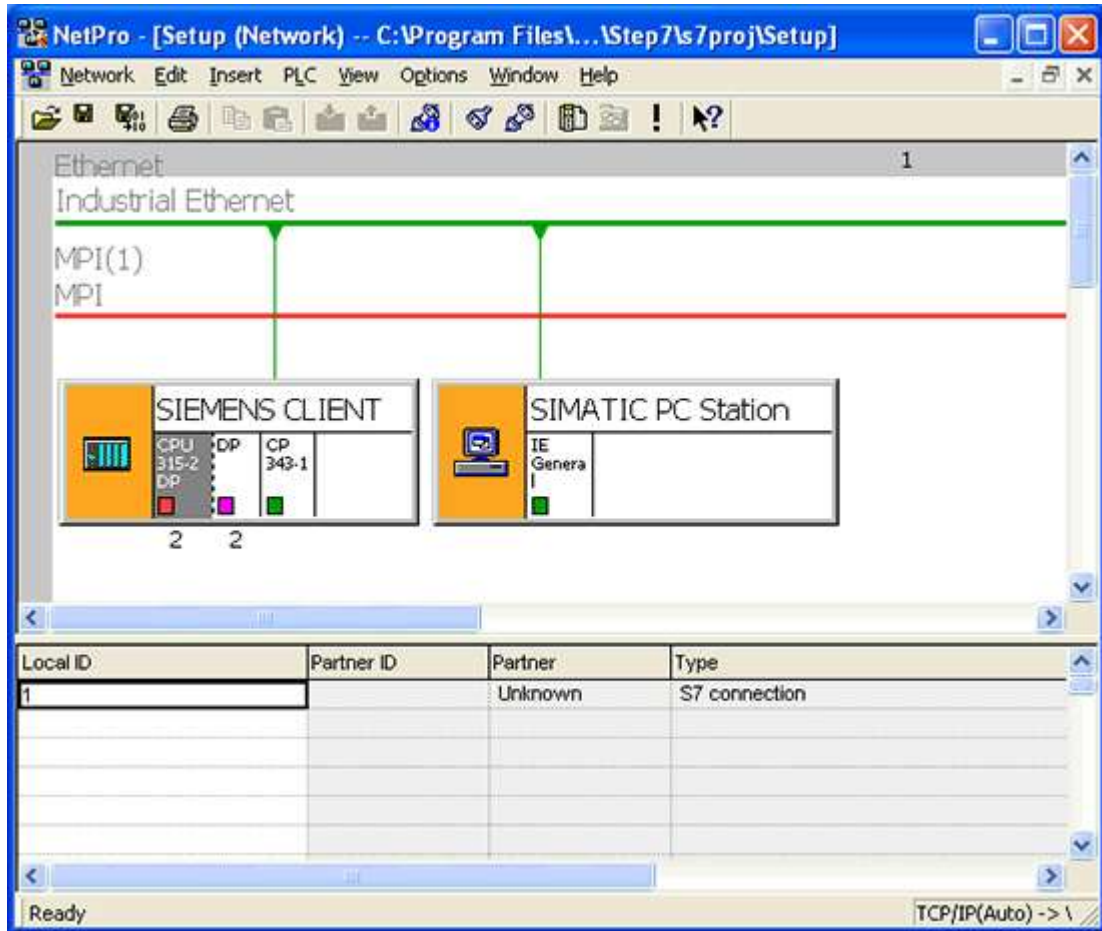 NetPro - [Setup (Network) -- C:\Program Files\...\Step7\s7proj\Setup]
Network Edit Insert PLC View Options Window Help
Ethernet 1
Industrial Ethernet
MPI(1)
MPI
SIEMENS CLIENT
CPU 315-2 DP
DP
CP 343-1
2 2
SIMATIC PC Station
IE
Genera
l
Local ID Partner ID Partner Type
1 Unknown S7 connection
Ready TCP/IP(Auto) -> \